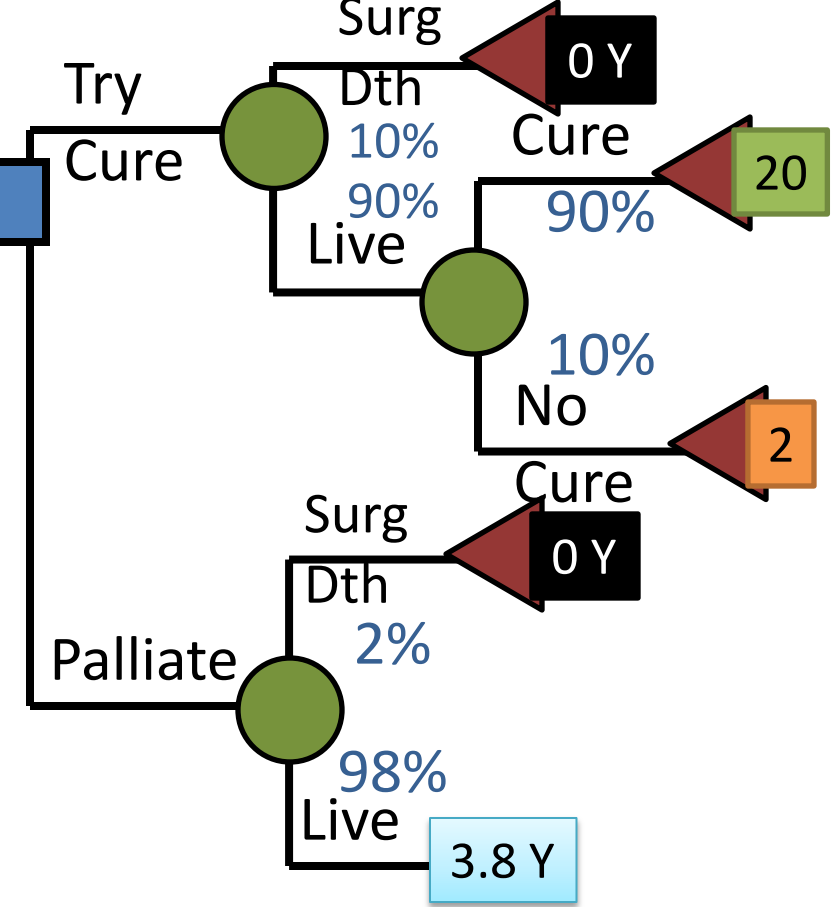 Surg
Dth
0 Y
Try
Cure
10%
90%
Live
Cure
90%
20
10%
No
Cure
2
Surg
Dth
0 Y
2%
Palliate
98%
Live
3.8 Y